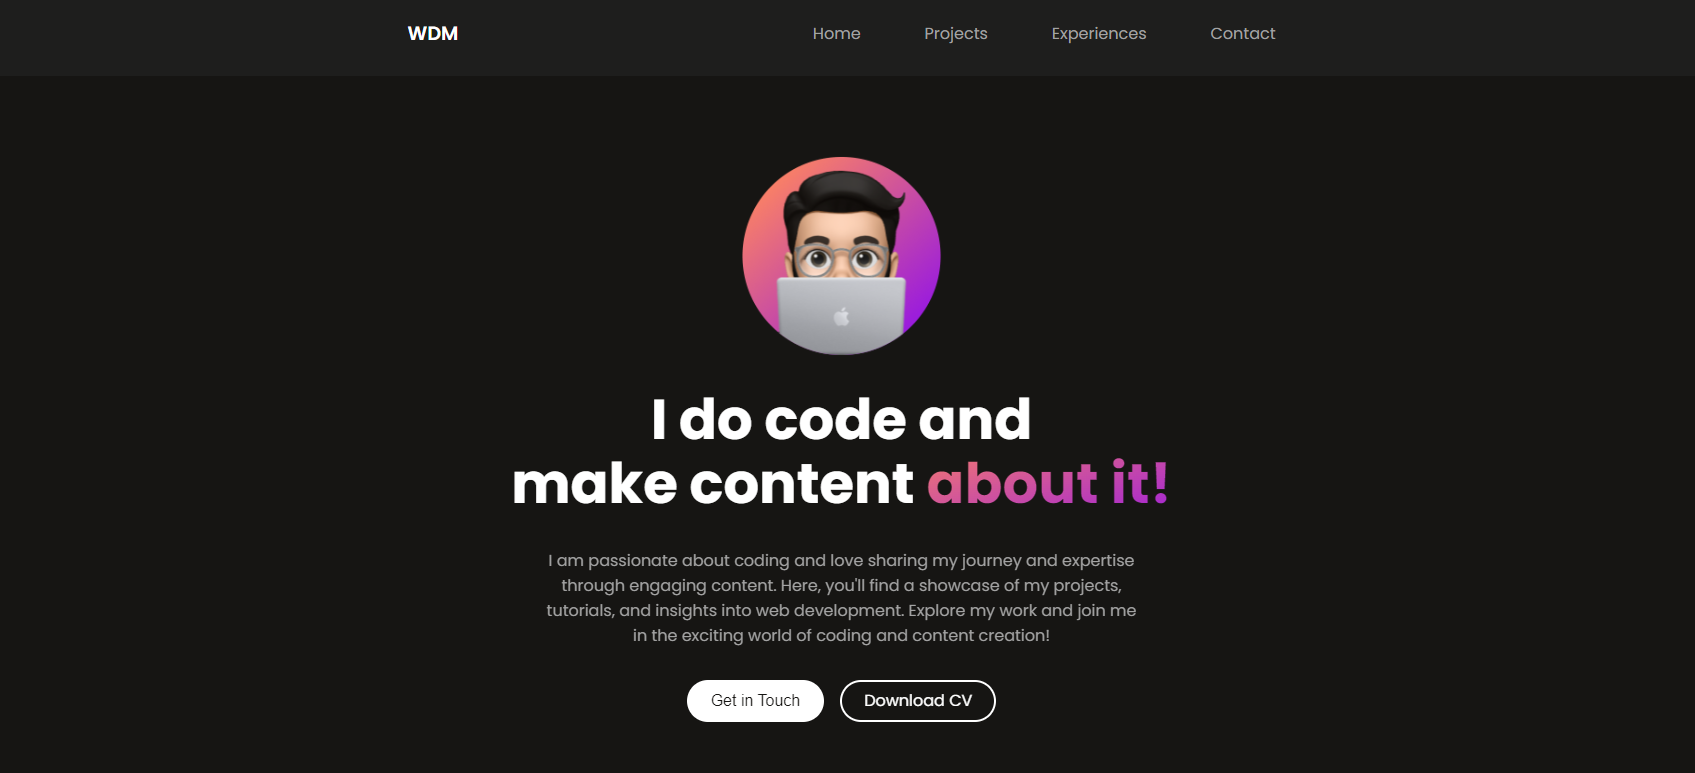 WDM
Home
Projects
Experiences
Contact
I do code and
make content about it!
I am passionate about coding and love sharing my journey and expertise
through engaging content. Here, you'll find a showcase of my projects,
tutorials, and insights into web development. Explore my work and join me
in the exciting world of coding and content creation!
Get in Touch
Download CV